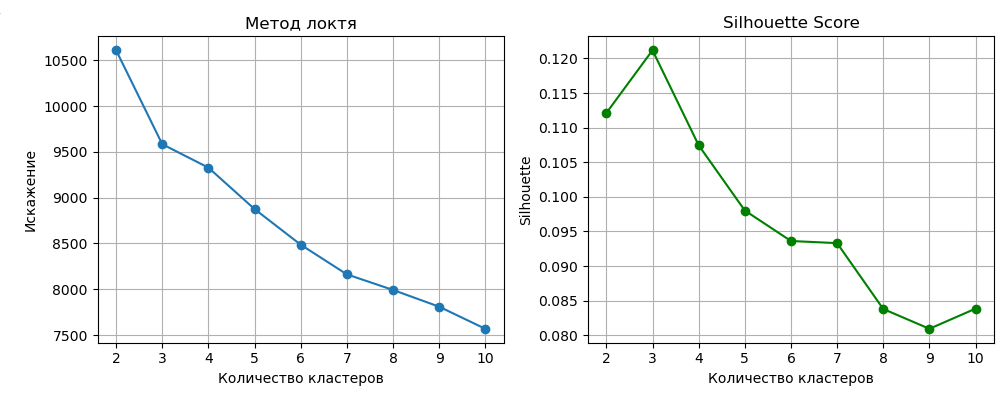 Метод локтя
10500
10000
9500
9000
8500
8000
7500
Искажение
2 3 4 5 6 7 8 9 10
Количество кластеров
Silhouette Score
0.120
0.115
0.110
0.105
0.100
0.095
0.090
0.085
0.080
Silhouette
2 3 4 5 6 7 8 9 10
Количество кластеров